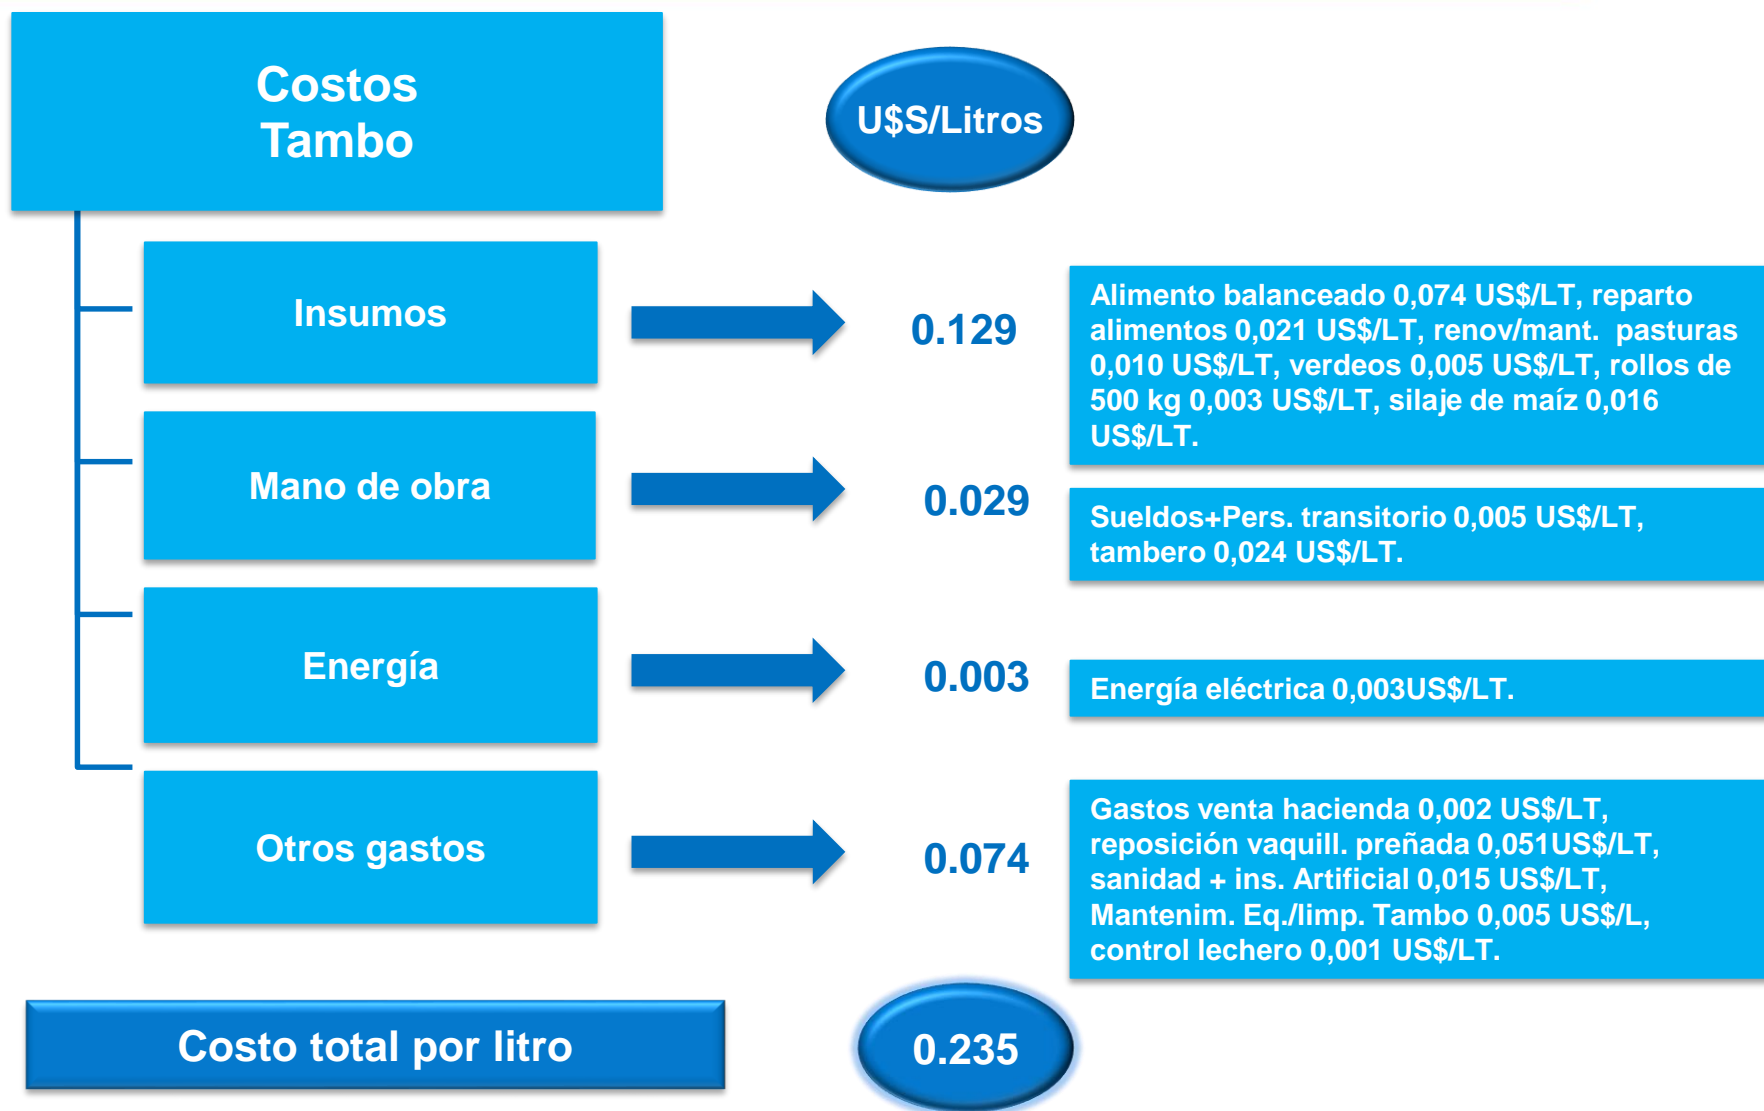 Costos
Tambo
U$S/Litros
Insumos
0.129
Alimento balanceado 0,074 US$/LT, reparto
alimentos 0,021 US$/LT, renov/mant.  pasturas
0,010 US$/LT, verdeos 0,005 US$/LT, rollos de
500 kg 0,003 US$/LT, silaje de maíz 0,016
US$/LT.
Mano de obra
0.029
Sueldos+Pers. transitorio 0,005 US$/LT,
tambero 0,024 US$/LT.
Energía
0.003
Energía eléctrica 0,003US$/LT.
Otros gastos
0.074
Gastos venta hacienda 0,002 US$/LT,
reposición vaquill. preñada 0,051US$/LT,
sanidad + ins. Artificial 0,015 US$/LT,
Mantenim. Eq./limp. Tambo 0,005 US$/L,
control lechero 0,001 US$/LT.
Costo total por litro
0.235